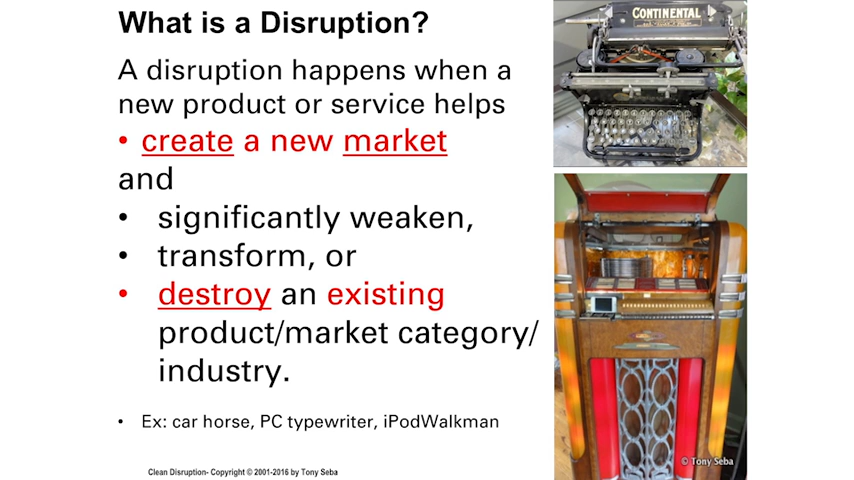 What is a Disruption?
A disruption happens when a
new product or service helps
• create a new market
and
• significantly weaken,
• transform, or
• destroy an existing
product/market category/
industry.
• Ex: car horse, PC typewriter, iPodWalkman
Clean Disruption- Copyright © 2001-2016 by Tony Seba
CONTINENTAL
© Tony Seba